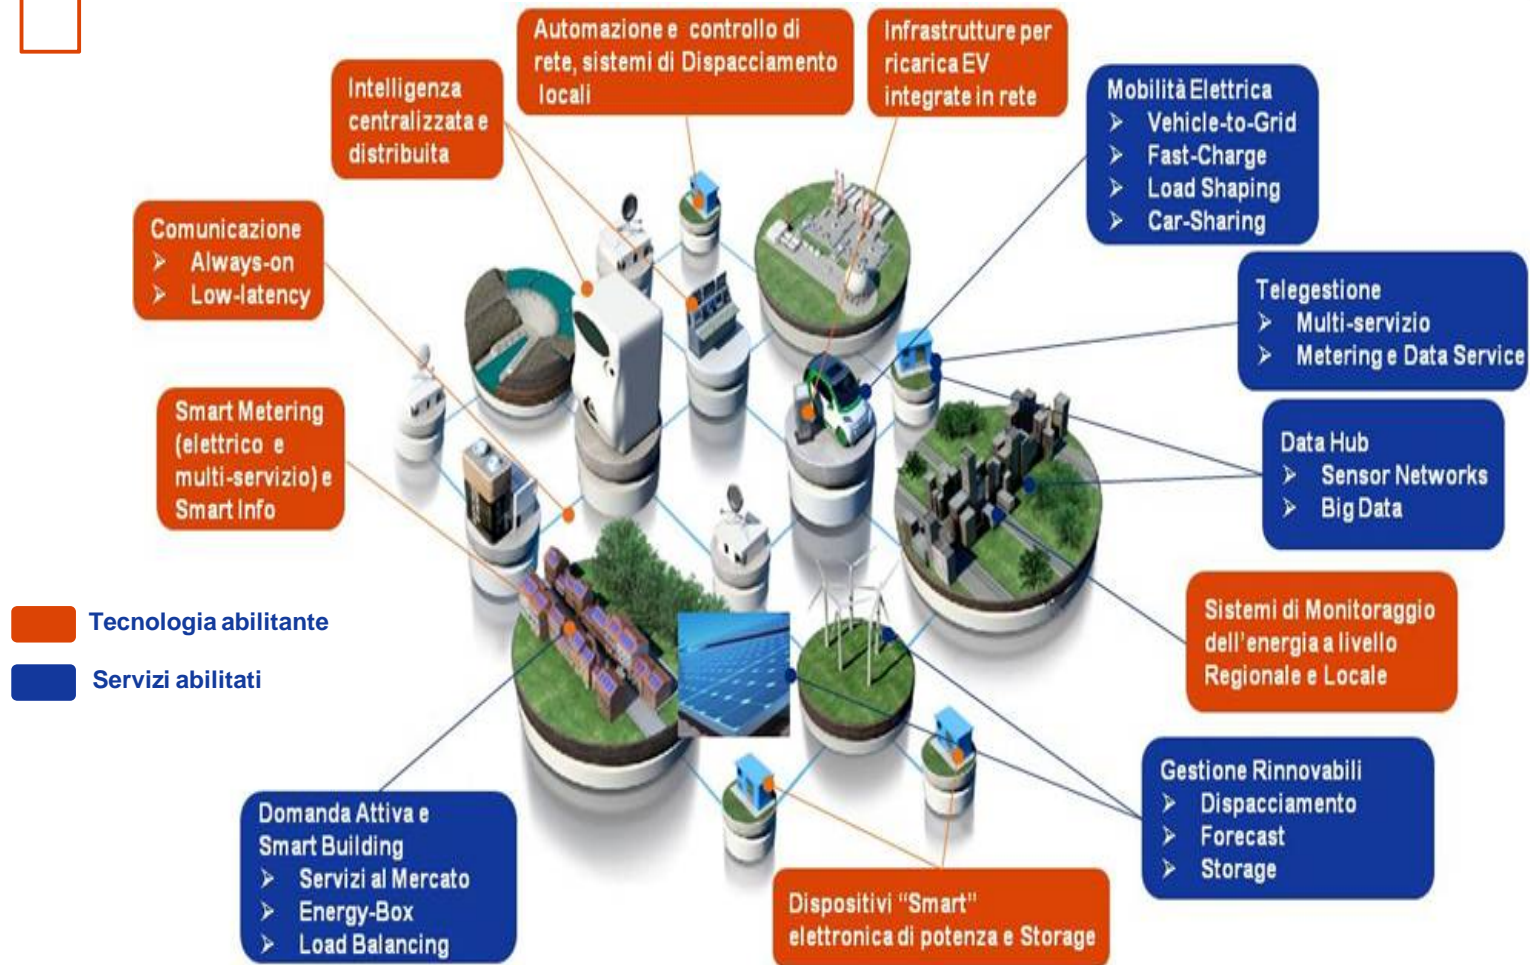 Automazione e controllo di
rete, sistemi di Dispacciamento
locali
Infrastrutture per
ricarica EV
integrate in rete
Intelligenza
centralizzata e
distribuita
Mobilità Elettrica
➢ Vehicle-to-Grid
➢ Fast-Charge
➢ Load Shaping
➢ Car-Sharing
Comunicazione
➢ Always-on
➢ Low-latency
Telegestione
➢ Multi-servizio
➢ Metering e Data Service
Smart Metering
(elettrico e
multi-servizio) e
Smart Info
Data Hub
➢ Sensor Networks
➢ Big Data
Tecnologia abilitante
Servizi abilitati
Sistemi di Monitoraggio
dell'energia a livello
Regionale e Locale
Gestione Rinnovabili
➢ Dispacciamento
➢ Forecast
➢ Storage
Domanda Attiva e
Smart Building
➢ Servizi al Mercato
➢ Energy-Box
➢ Load Balancing
Dispositivi “Smart”
elettronica di potenza e Storage